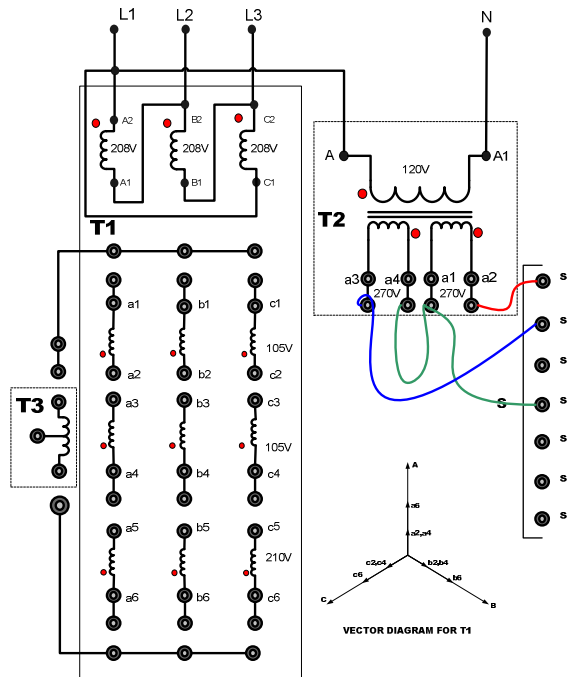 L1 L2 L3 N
A2 B2 C2
208V 208V 208V
A1 B1 C1
A A1
120V
T1
T2
a3 a4 a1 a2
270V 270V
S
S
S
S S
S
S
S
a1 b1 c1
105V
a2 b2 c2
T3
a3 b3 c3
105V
a4 b4 c4
a5 b5 c5
210V
a6 b6 c6
A
a6
a2,a4
c2,c4 b2,b4
c6 b6
C B
VECTOR DIAGRAM FOR T1